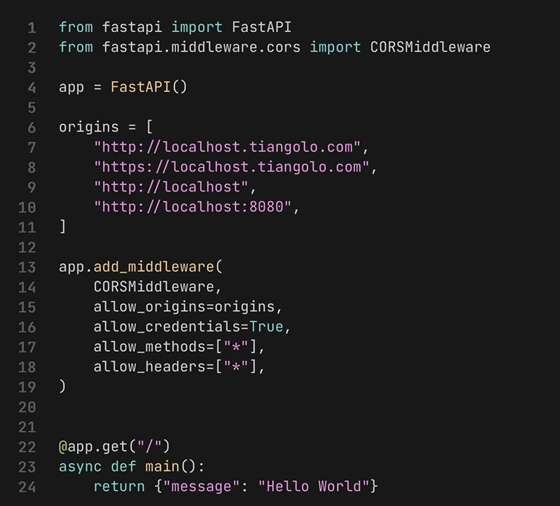 1 from fastapi import FastAPI
2 from fastapi.middleware.cors import CORSMiddleware
3
4 app = FastAPI()
5
6 origins = [
7     "http://localhost.tiangolo.com",
8     "https://localhost.tiangolo.com",
9     "http://localhost",
10     "http://localhost:8080",
11 ]
12
13 app.add_middleware(
14     CORSMiddleware,
15     allow_origins=origins,
16     allow_credentials=True,
17     allow_methods=["*"],
18     allow_headers=["*"],
19 )
20
21
22 @app.get("/")
23 async def main():
24     return {"message": "Hello World"}